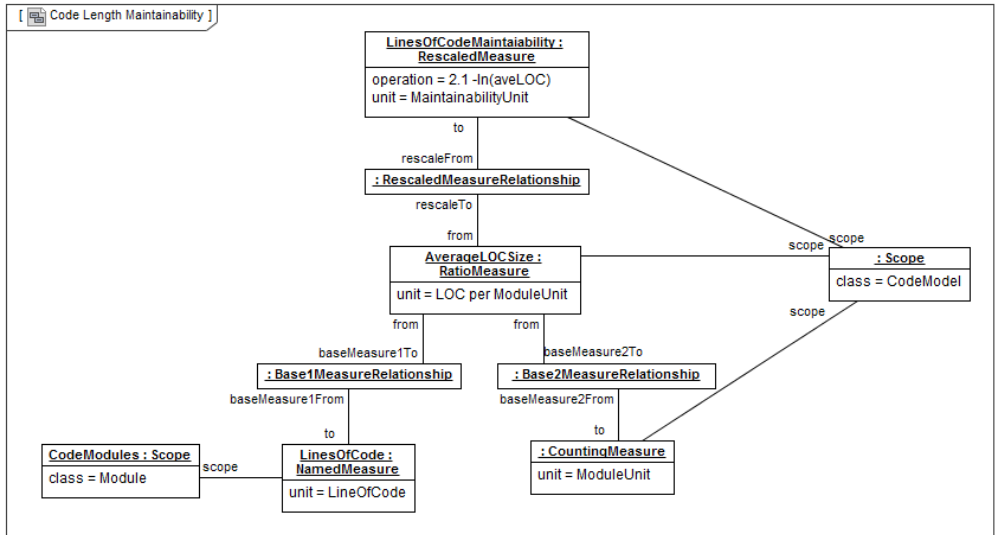 [ Code Length Maintainability ]
LinesOfCodeMaintaiability :
RescaledMeasure
operation = 2.1 -ln(aveLOC)
unit = MaintainabilityUnit
to
rescaleFrom
: RescaledMeasureRelationship
rescaleTo
from
scope
scope
AverageLOCSize :
RatioMeasure
unit = LOC per ModuleUnit
: Scope
class = CodeModel
scope
from
from
baseMeasure1To
baseMeasure2To
: Base1MeasureRelationship
: Base2MeasureRelationship
baseMeasure1From
baseMeasure2From
to
to
CodeModules : Scope
class = Module
scope
LinesOfCode :
NamedMeasure
unit = LineOfCode
: CountingMeasure
unit = ModuleUnit